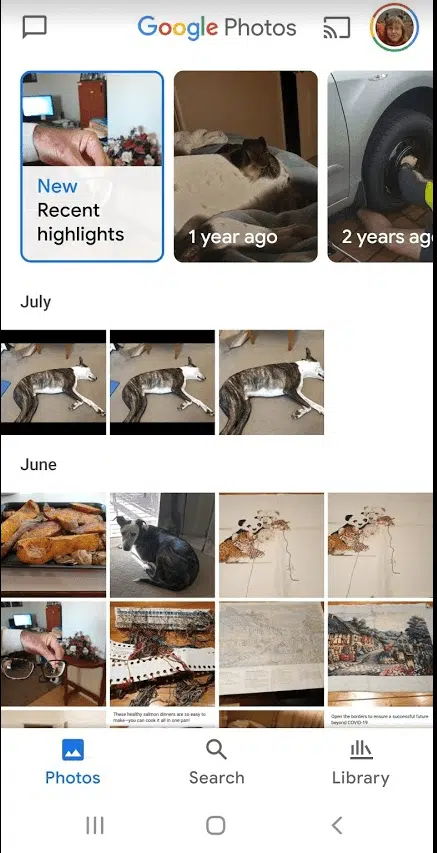 Google Photos
New
Recent
highlights
1 year ago
2 years ag
July
June
These healthy salmon dinners are so easy to
make—you can cook it all in one pan!
Open the borders to ensure a successful future
beyond COVID-19
Photos
Search
Library